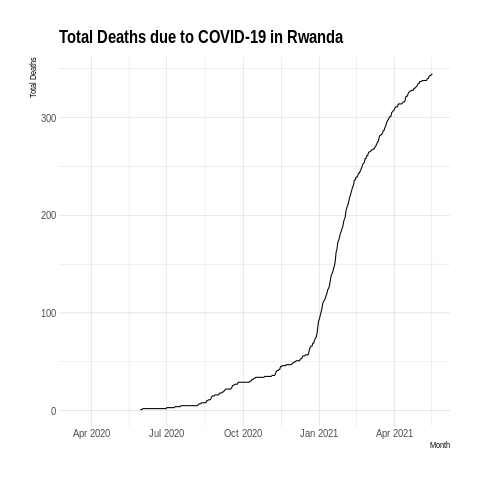 Total Deaths due to COVID-19 in Rwanda
Total Deaths
300
200
100
0
Apr 2020 Jul 2020 Oct 2020 Jan 2021 Apr 2021
Month